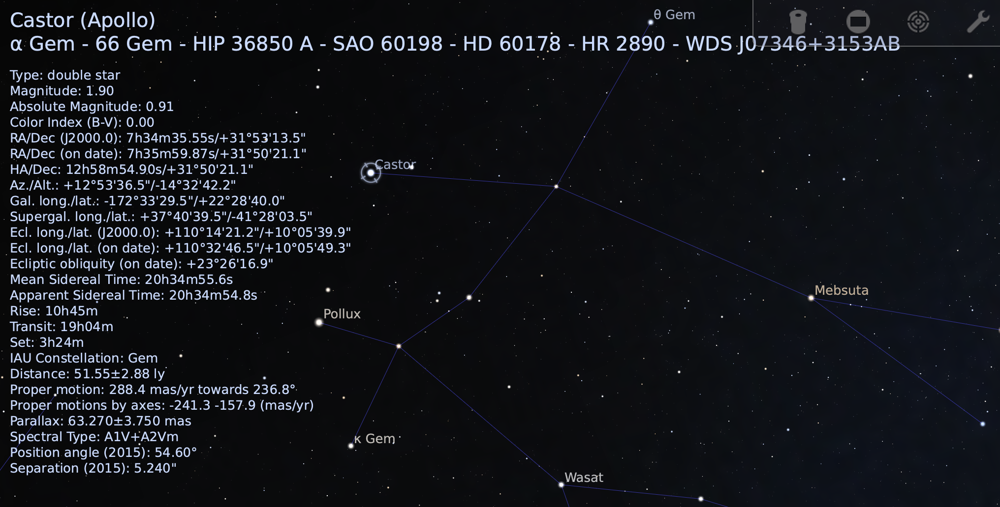 Castor (Apollo)
α Gem - 66 Gem - HIP 36850 A - SAO 60198 - HD 60178 - HR 2890 - WDS J07346+3153AB
Type: double star
Magnitude: 1.90
Absolute Magnitude: 0.91
Color Index (B-V): 0.00
RA/Dec (J2000.0): 7h34m35.55s/+31°53'13.5"
RA/Dec (on date): 7h35m59.87s/+31°50'21.1"
HA/Dec: 12h58m54.90s/+31°50'21.1"
Az./Alt.: +12°53'36.5"/-14°32'42.2"
Gal. long./lat.: -172°33'29.5"/+22°28'40.0"
Supergal. long./lat.: +37°40'39.5"/-41°28'03.5"
Ecl. long./lat. (J2000.0): +110°14'21.2"/+10°05'39.9"
Ecl. long./lat. (on date): +110°32'46.5"/+10°05'49.3"
Ecliptic obliquity (on date): +23°26'16.9"
Mean Sidereal Time: 20h34m55.6s
Apparent Sidereal Time: 20h34m54.8s
Rise: 10h45m
Transit: 19h04m
Set: 3h24m
IAU Constellation: Gem
Distance: 51.55±2.88 ly
Proper motion: 288.4 mas/yr towards 236.8°
Proper motions by axes: -241.3 -157.9 (mas/yr)
Parallax: 63.270±3.750 mas
Spectral Type: A1V+A2Vm
Position angle (2015): 54.60°
Separation (2015): 5.240"
θ Gem
Castor
Mebsuta
Pollux
κ Gem
Wasat